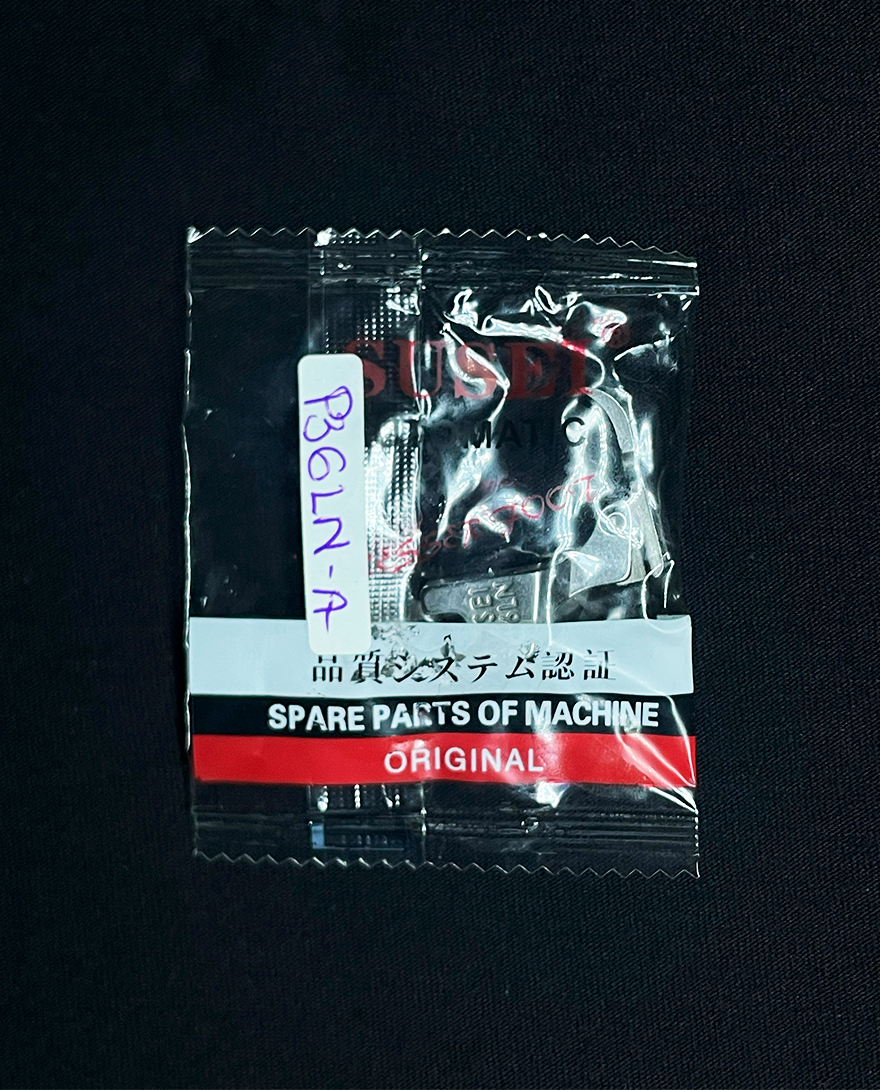 SUSEI
P36LN-A
品質システム認証
SPARE PARTS OF MACHINE
ORIGINAL